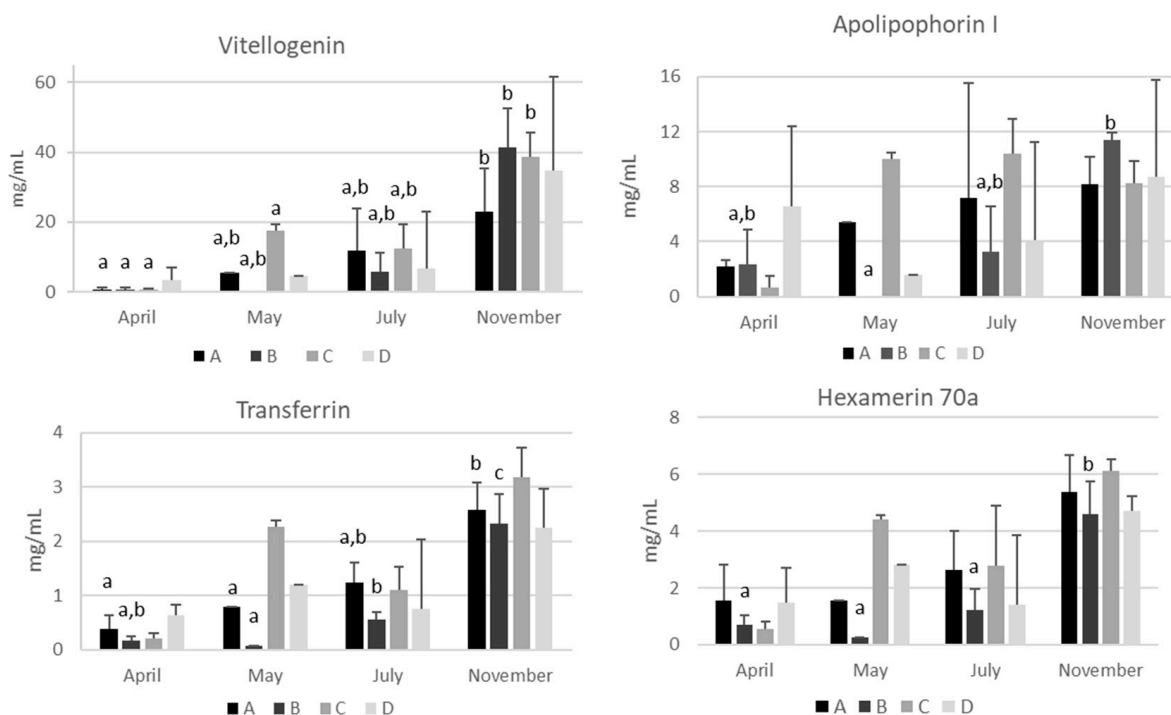 Vitellogenin
60
40
20
0
mg/mL
a a a
a,b a,b a
a,b a,b a,b
b b b
April May July November
A B C D
Apolipophorin I
16
12
8
4
0
mg/mL
a,b
a
a,b
b
April May July November
A B C D
Transferrin
4
3
2
1
0
mg/mL
a a,b
a a
a,b b
b c
April May July November
A B C D
Hexamerin 70a
8
6
4
2
0
mg/mL
a
a
a
b
April May July November
A B C D